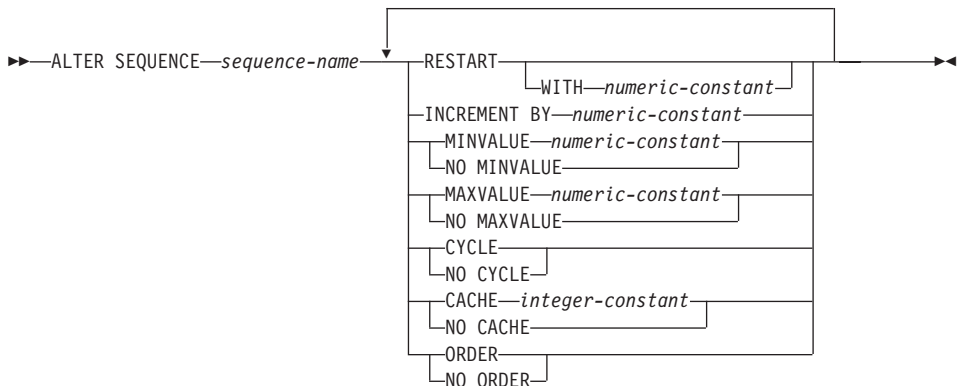 ALTER SEQUENCE sequence-name RESTART
WITH numeric-constant
INCREMENT BY numeric-constant
MINVALUE numeric-constant
NO MINVALUE
MAXVALUE numeric-constant
NO MAXVALUE
CYCLE
NO CYCLE
CACHE integer-constant
NO CACHE
ORDER
NO ORDER